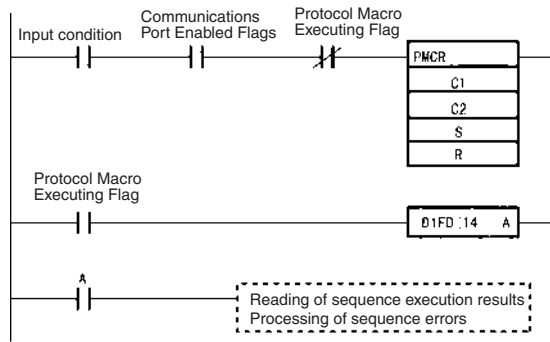 Input condition
Communications
Port Enabled Flags
Protocol Macro
Executing Flag
PMCR
C1
C2
S
R
Protocol Macro
Executing Flag
D1FD :14 A
A
Reading of sequence execution results
Processing of sequence errors